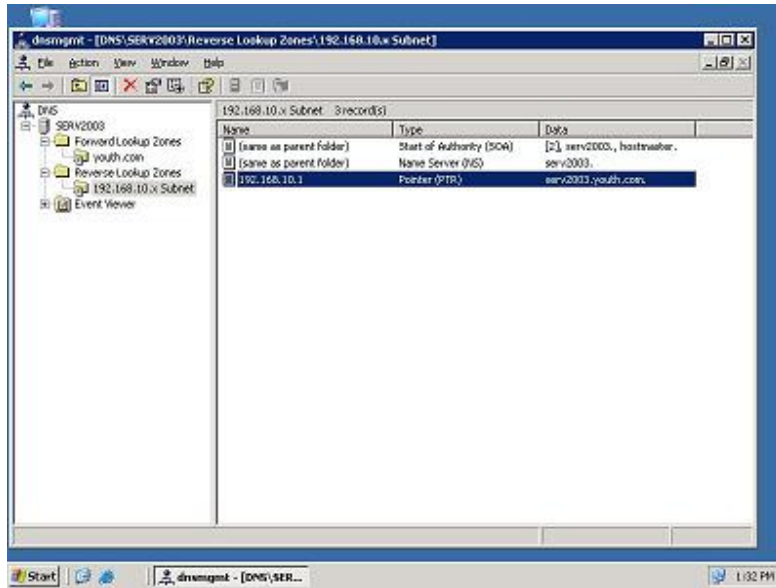 dnsmgmt - [DNS\SERV2003\Reverse Lookup Zones\192.168.10.x Subnet]
File Action View Window Help
DNS
SERV2003
Forward Lookup Zones
youth.com
Reverse Lookup Zones
192.168.10.x Subnet
Event Viewer
192.168.10.x Subnet 3 record(s)
Name Type Data
(same as parent folder) Start of Authority (SOA) [2], serv2003., hostmaster.
(same as parent folder) Name Server (NS) serv2003.
192.168.10.1 Pointer (PTR) serv2003.youth.com.
Start dnsmgmt - [DNS\SER... 1:32 PM